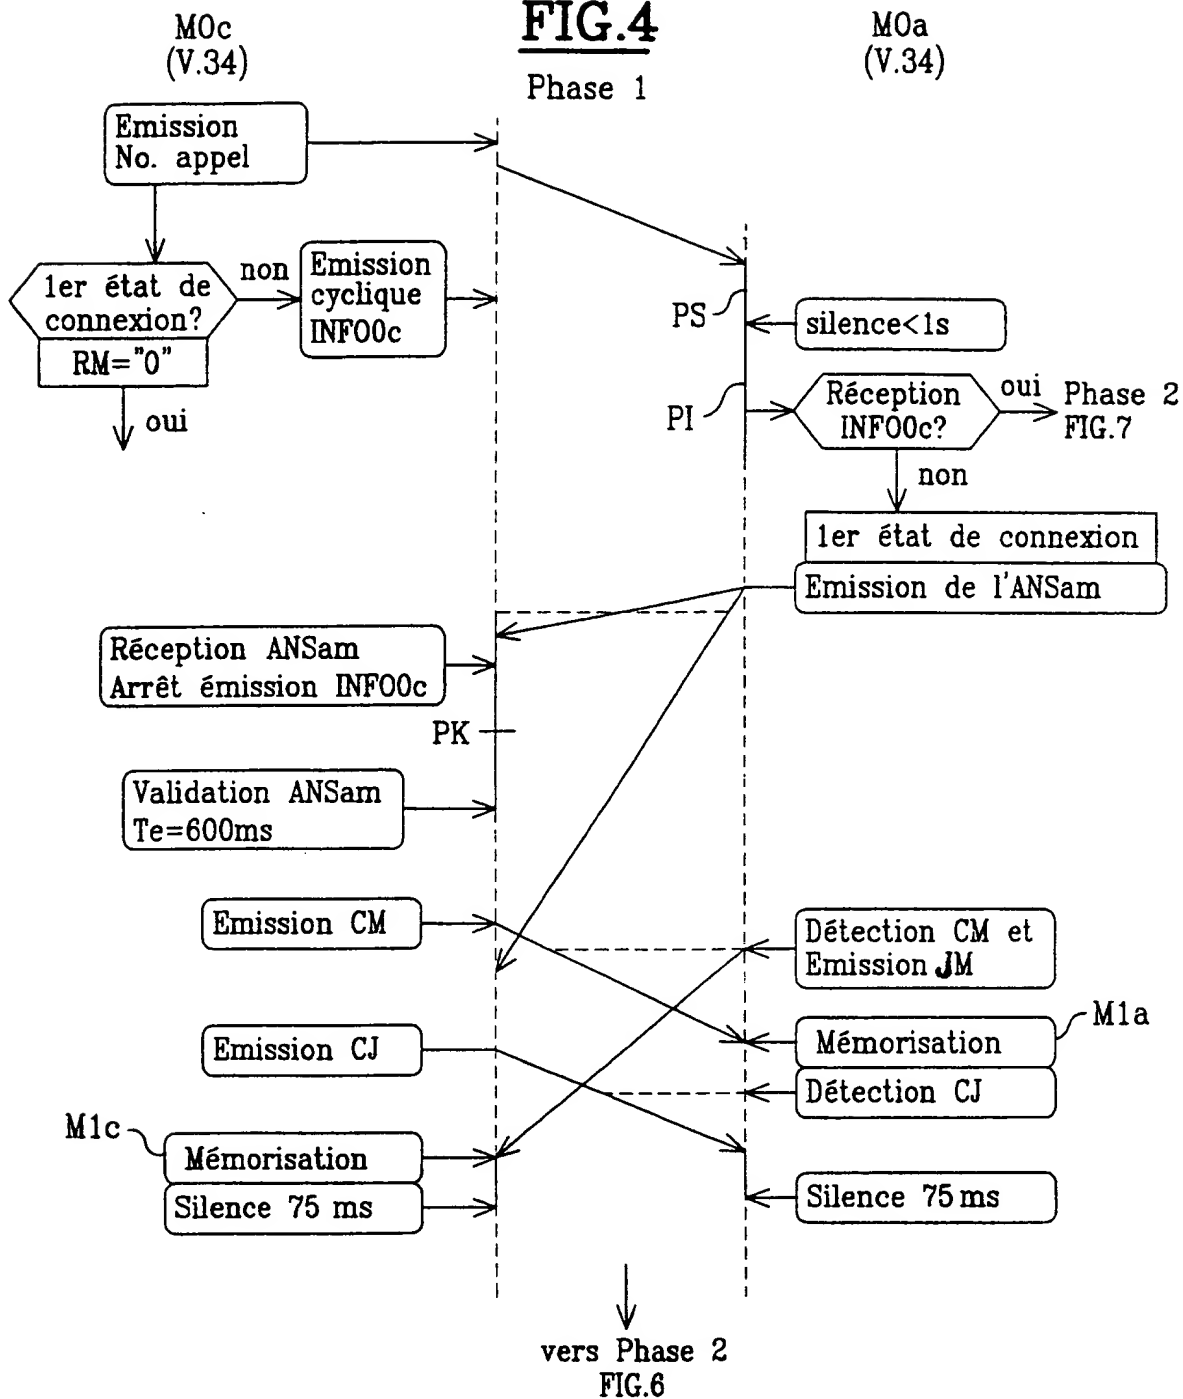 FIG.4
MOc
(V.34)
MOa
(V.34)
Phase 1
Emission
No. appel
1er état de
connexion?
RM="0"
oui
non
Emission
cyclique
INFO0c
PS
silence<1s
PI
Réception
INFO0c?
oui
Phase 2
FIG.7
non
1er état de connexion
Emission de l'ANSam
Réception ANSam
Arrêt émission INFO0c
PK
Validation ANSam
Te=600ms
Emission CM
Détection CM et
Emission JM
M1a
Mémorisation
Emission CJ
Détection CJ
M1c
Mémorisation
Silence 75 ms
Silence 75 ms
vers Phase 2
FIG.6